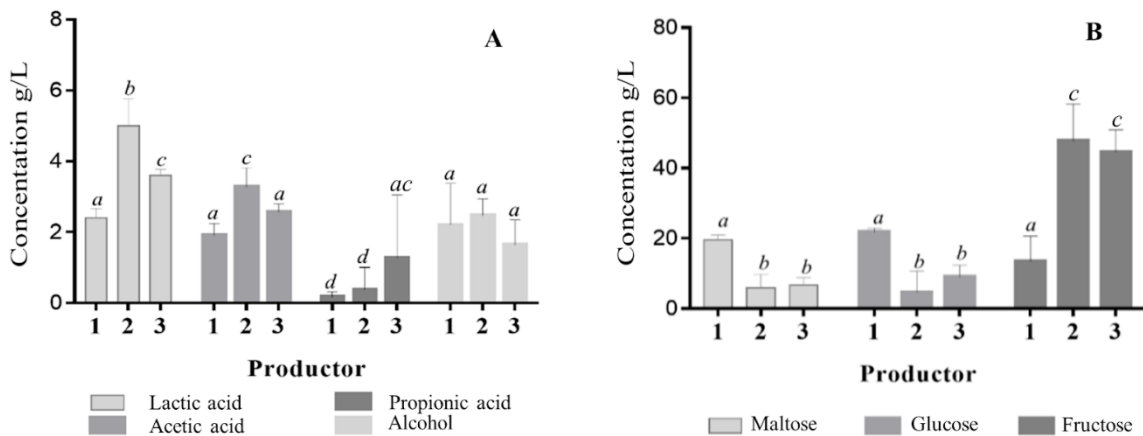 A
Concentation g/L
8
6
4
2
0
a b c
a c a
d d ac
a a a
1 2 3 1 2 3 1 2 3 1 2 3
Productor
Lactic acid Propionic acid
Acetic acid Alcohol
B
Concentation g/L
80
60
40
20
0
a b b
a b b
a c c
1 2 3 1 2 3 1 2 3
Productor
Maltose Glucose Fructose